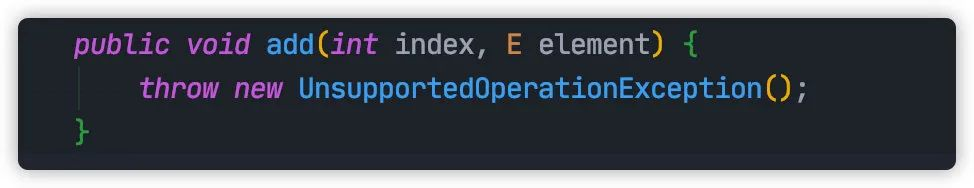 public void add(int index, E element) {
    throw new UnsupportedOperationException();
}